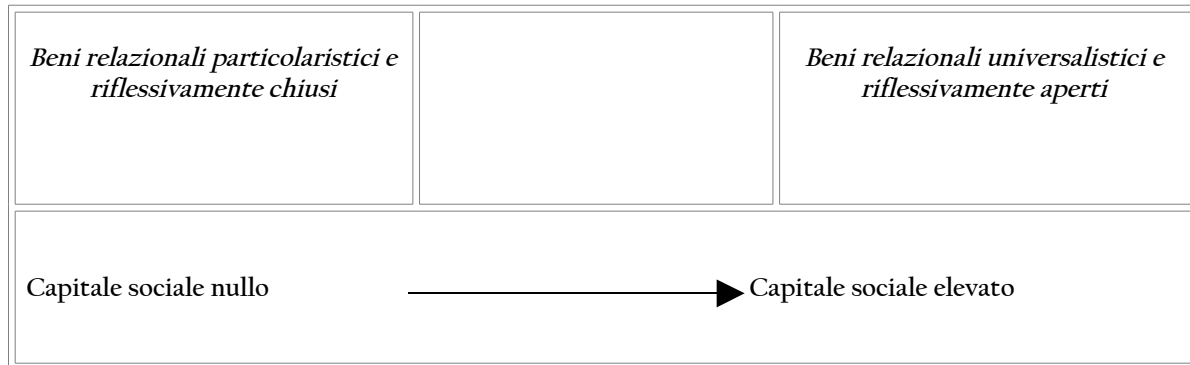 Beni relazionali particolaristici e
riflessivamente chiusi
Beni relazionali universalistici e
riflessivamente aperti
Capitale sociale nullo
Capitale sociale elevato